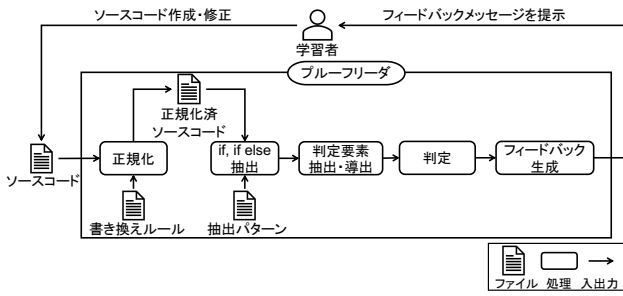 ソースコード作成・修正
フィードバックメッセージを提示
学習者
プルーフリーダ
正規化済
ソースコード
ソースコード
正規化
if, if else
抽出
判定要素
抽出・導出
判定
フィードバック
生成
書き換えルール
抽出パターン
ファイル
処理
入出力